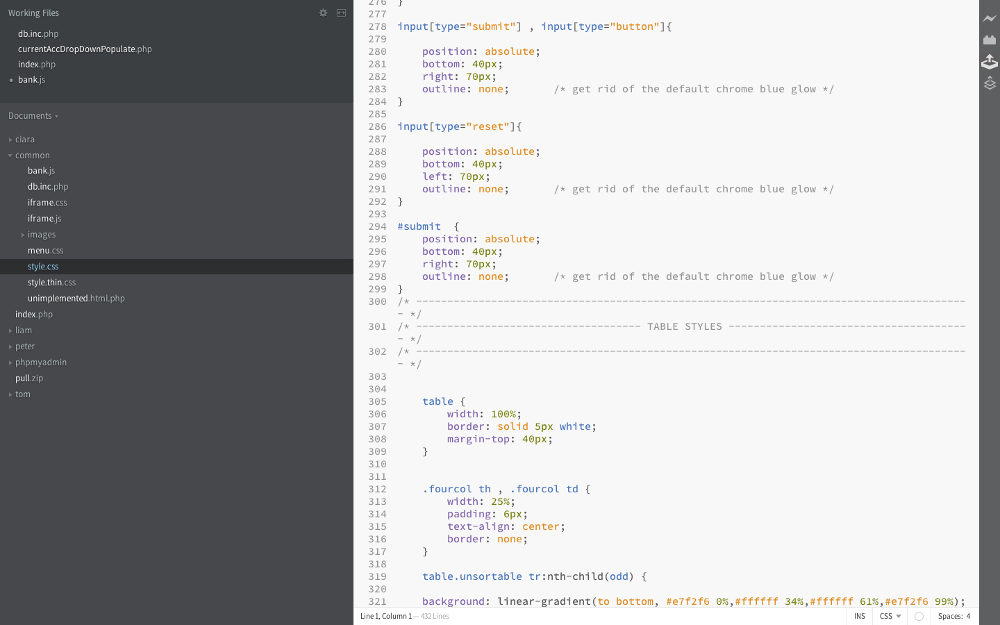 Working Files
db.inc.php
currentAccDropDownPopulate.php
index.php
bank.js
Documents
ciara
common
bank.js
db.inc.php
iframe.css
iframe.js
images
menu.css
style.css
style.thin.css
unimplemented.html.php
index.php
liam
peter
phpmyadmin
pull.zip
tom
276 }
277
278 input[type="submit"] , input[type="button"]{
279
280     position: absolute;
281     bottom: 40px;
282     right: 70px;
283     outline: none;       /* get rid of the default chrome blue glow */
284 }
285
286 input[type="reset"]{
287
288     position: absolute;
289     bottom: 40px;
290     left: 70px;
291     outline: none;       /* get rid of the default chrome blue glow */
292 }
293
294 #submit  {
295     position: absolute;
296     bottom: 40px;
297     right: 70px;
298     outline: none;       /* get rid of the default chrome blue glow */
299 }
300 /* ----------------------------------------------------------------------------------------
- */
301 /* ------------------------------------ TABLE STYLES --------------------------------------
- */
302 /* ----------------------------------------------------------------------------------------
- */
303
304
305     table {
306         width: 100%;
307         border: solid 5px white;
308         margin-top: 40px;
309     }
310
311
312     .fourcol th , .fourcol td {
313         width: 25%;
314         padding: 6px;
315         text-align: center;
316         border: none;
317     }
318
319     table.unsortable tr:nth-child(odd) {
320
321     background: linear-gradient(to bottom, #e7f2f6 0%,#ffffff 34%,#ffffff 61%,#e7f2f6 99%);
Line 1, Column 1 — 432 Lines
INS
CSS
Spaces: 4